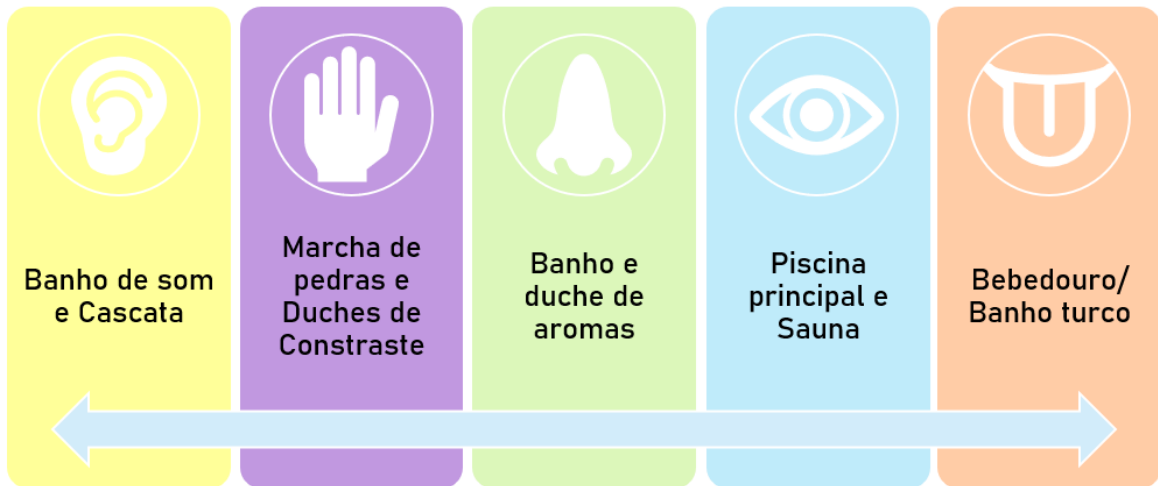 Banho de som
e Cascata
Marcha de
pedras e
Duches de
Constraste
Banho e
duche de
aromas
Piscina
principal e
Sauna
Bebedouro/
Banho turco